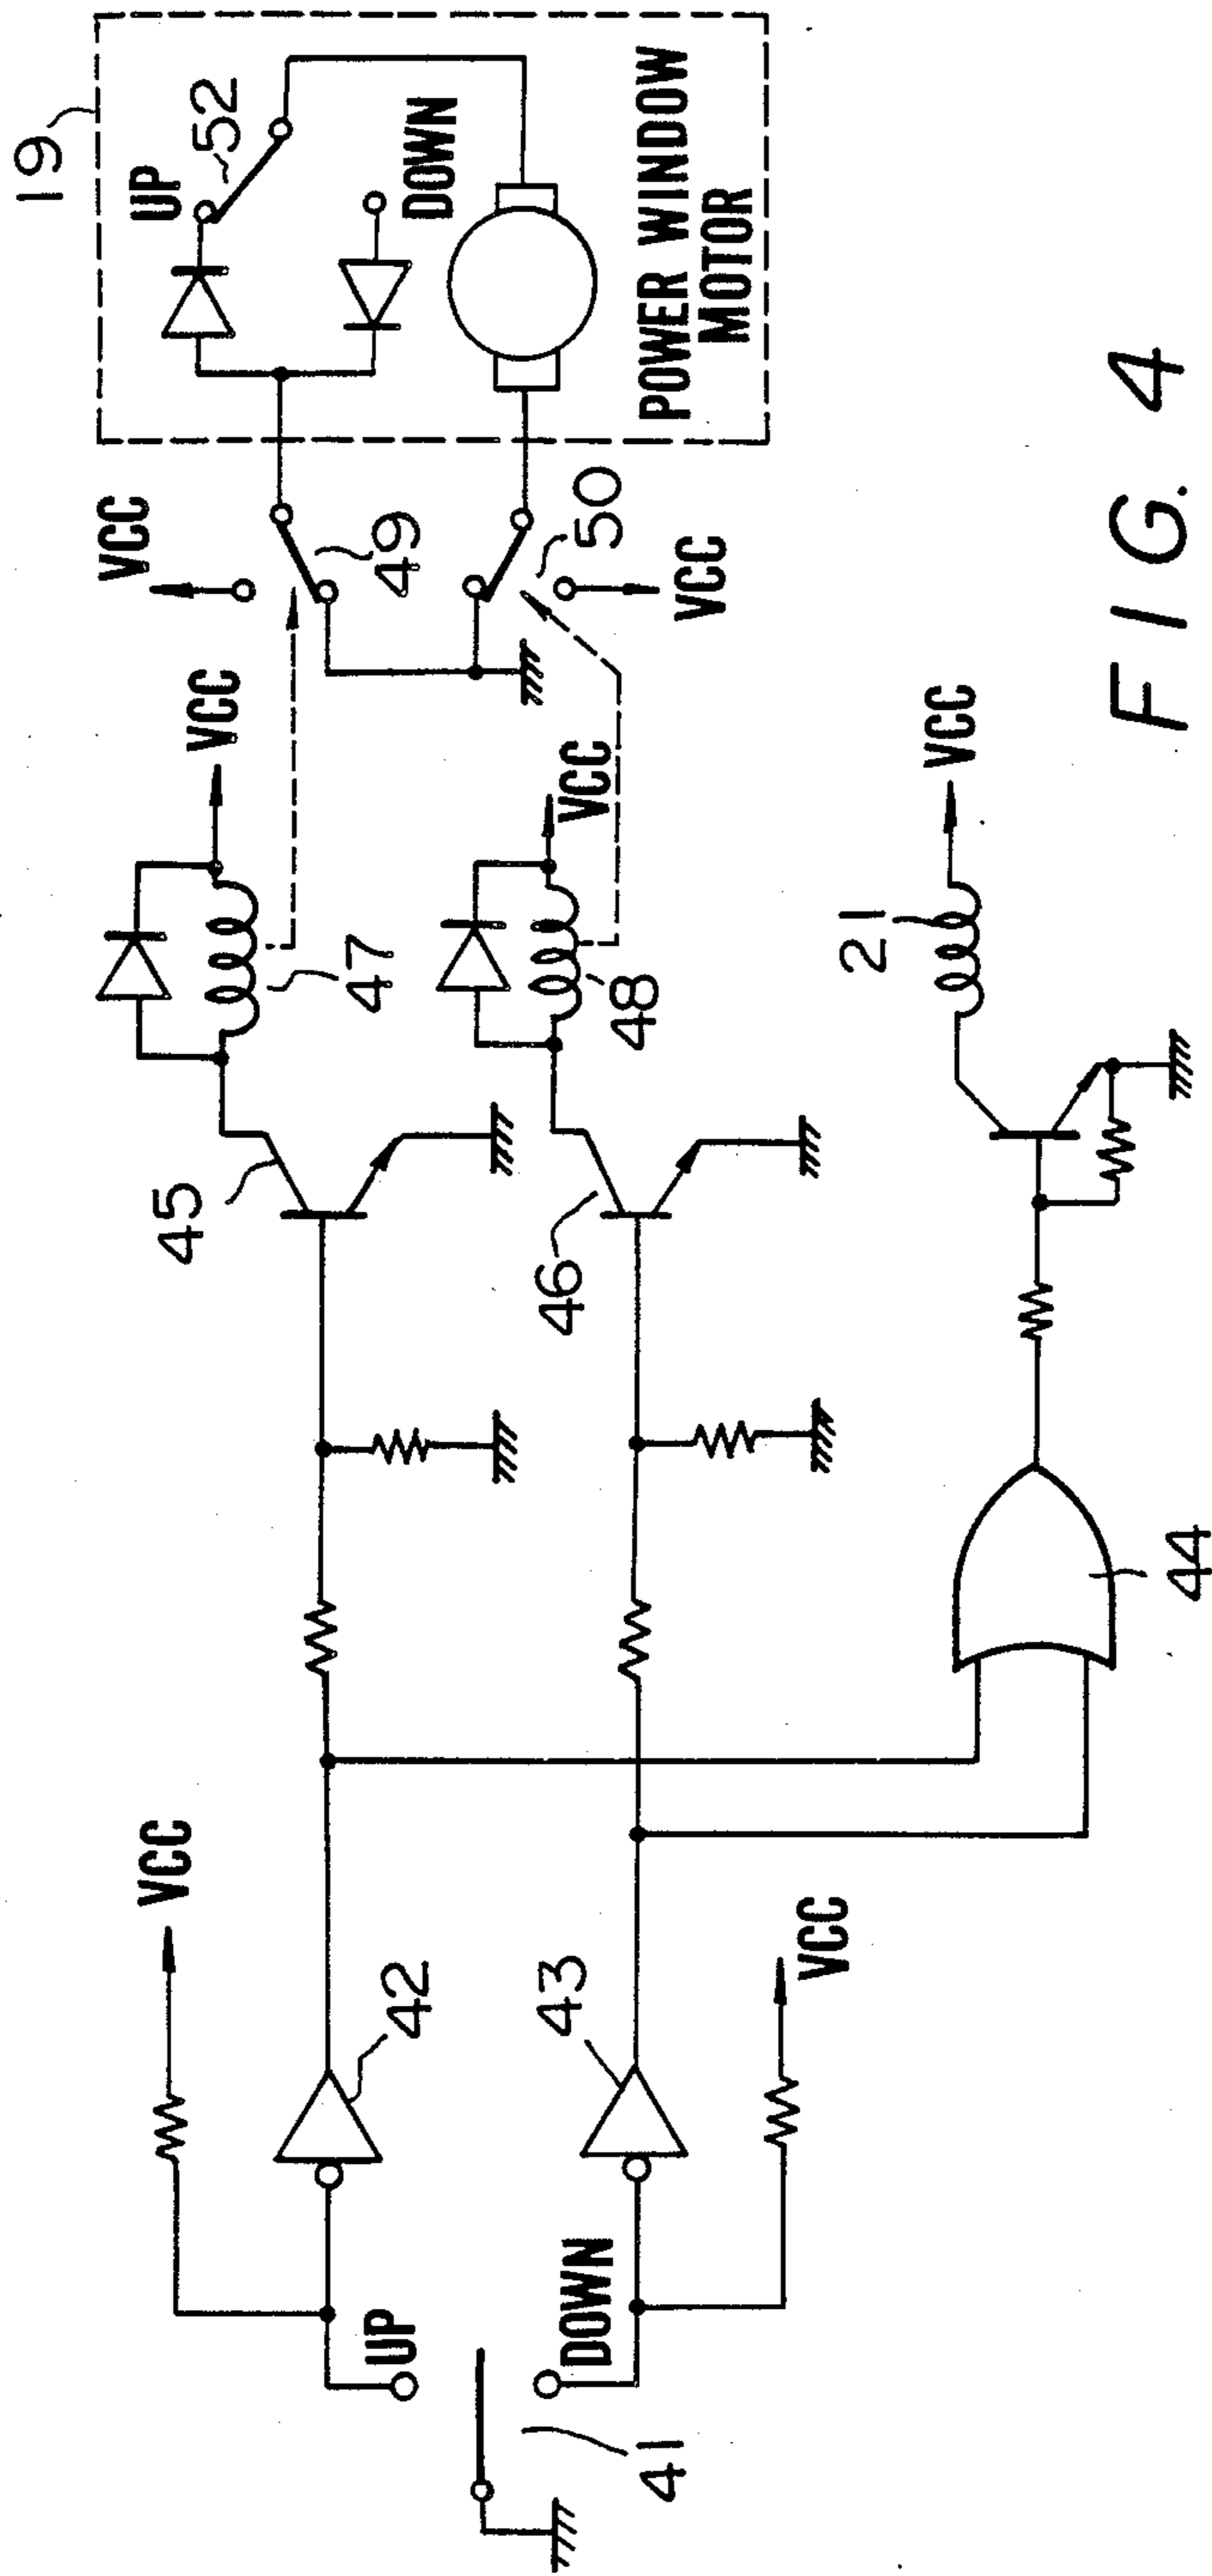 19
UP
52
DOWN
POWER WINDOW
MOTOR
VCC
49
50
VCC
VCC
47
VCC
48
45
46
VCC
21
44
VCC
42
43
VCC
UP
DOWN
41
FIG. 4